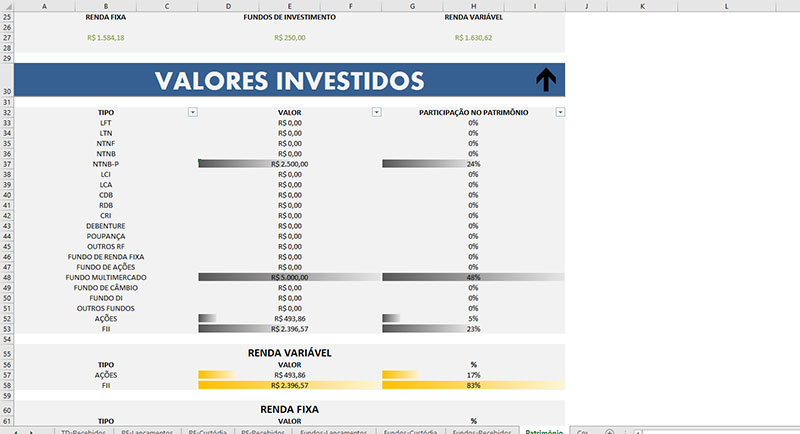 A B C D E F G H I J K L
25 RENDA FIXA FUNDOS DE INVESTIMENTO RENDA VARIÁVEL
26
27 R$ 1.584,18 R$ 250,00 R$ 1.630,62
28
29
30 VALORES INVESTIDOS
31
32 TIPO VALOR PARTICIPAÇÃO NO PATRIMÔNIO
33 LFT R$ 0,00 0%
34 LTN R$ 0,00 0%
35 NTNF R$ 0,00 0%
36 NTNB R$ 0,00 0%
37 NTNB-P R$ 2.500,00 24%
38 LCI R$ 0,00 0%
39 LCA R$ 0,00 0%
40 CDB R$ 0,00 0%
41 RDB R$ 0,00 0%
42 CRI R$ 0,00 0%
43 DEBENTURE R$ 0,00 0%
44 POUPANÇA R$ 0,00 0%
45 OUTROS RF R$ 0,00 0%
46 FUNDO DE RENDA FIXA R$ 0,00 0%
47 FUNDO DE AÇÕES R$ 0,00 0%
48 FUNDO MULTIMERCADO R$ 5.000,00 48%
49 FUNDO DE CÂMBIO R$ 0,00 0%
50 FUNDO DI R$ 0,00 0%
51 OUTROS FUNDOS R$ 0,00 0%
52 AÇÕES R$ 493,86 5%
53 FII R$ 2.396,57 23%
54
55 RENDA VARIÁVEL
56 TIPO VALOR %
57 AÇÕES R$ 493,86 17%
58 FII R$ 2.396,57 83%
59
60 RENDA FIXA
61 TIPO VALOR %
TD-Recebidos RF-Lançamentos RF-Custódia RF-Recebidos Fundos-Lançamentos Fundos-Custódia Fundos-Recebidos Patrimônio